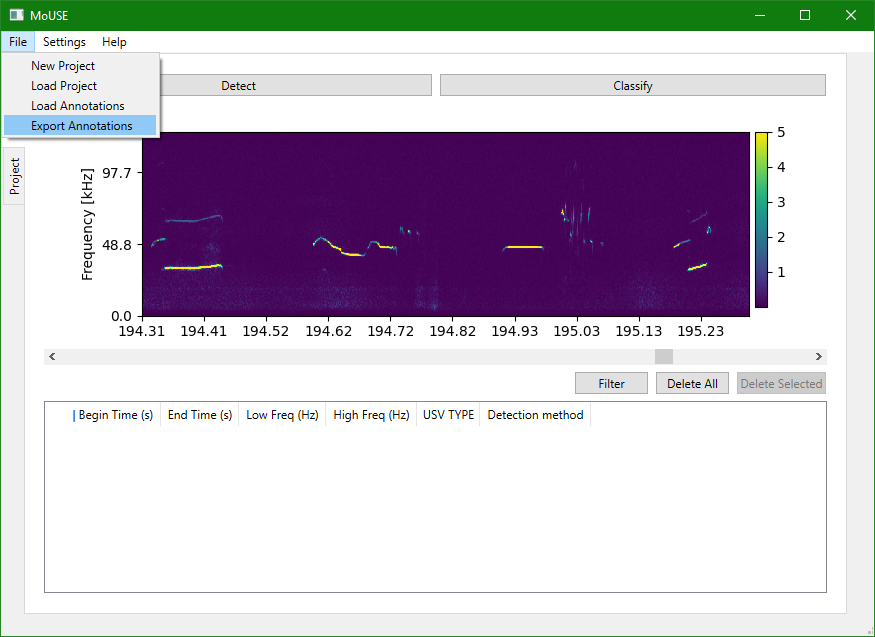 MoUSE
File Settings Help
New Project
Load Project
Load Annotations
Export Annotations
Detect Classify
Project
Frequency [kHz]
97.7
48.8
0.0
194.31 194.41 194.52 194.62 194.72 194.82 194.93 195.03 195.13 195.23
5
4
3
2
1
Filter Delete All Delete Selected
Begin Time (s) End Time (s) Low Freq (Hz) High Freq (Hz) USV TYPE Detection method